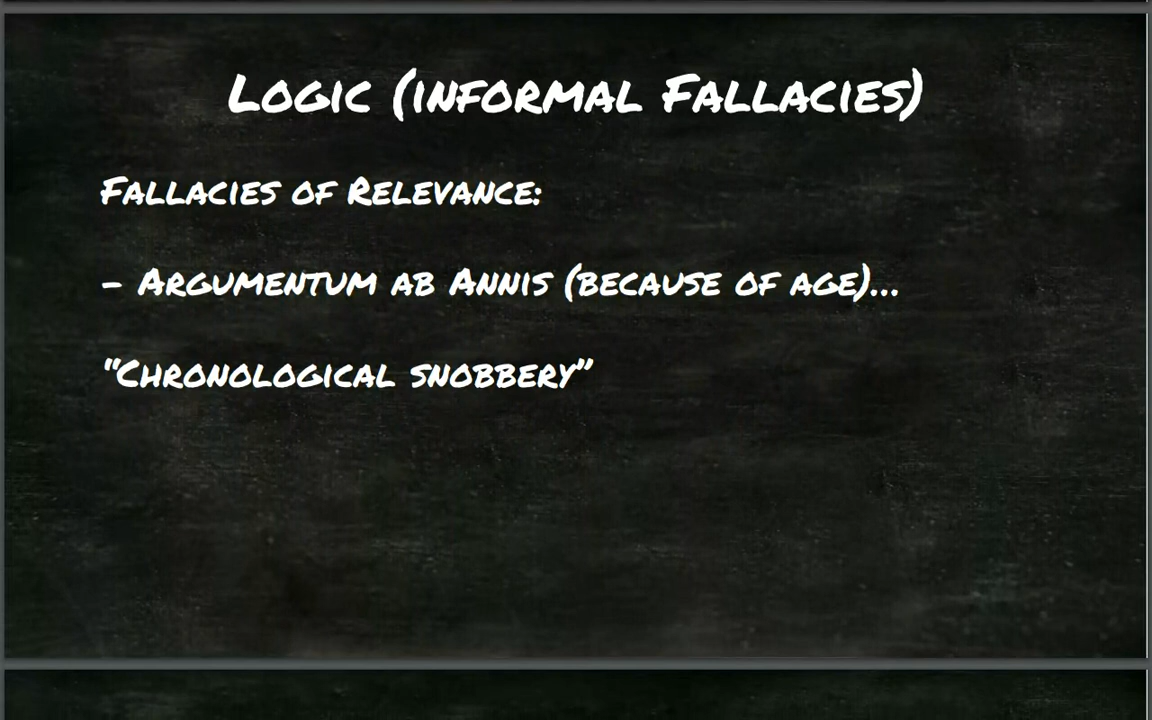 Logic (informal Fallacies)
Fallacies of Relevance:
- Argumentum ab Annis (because of age)...
"Chronological snobbery"